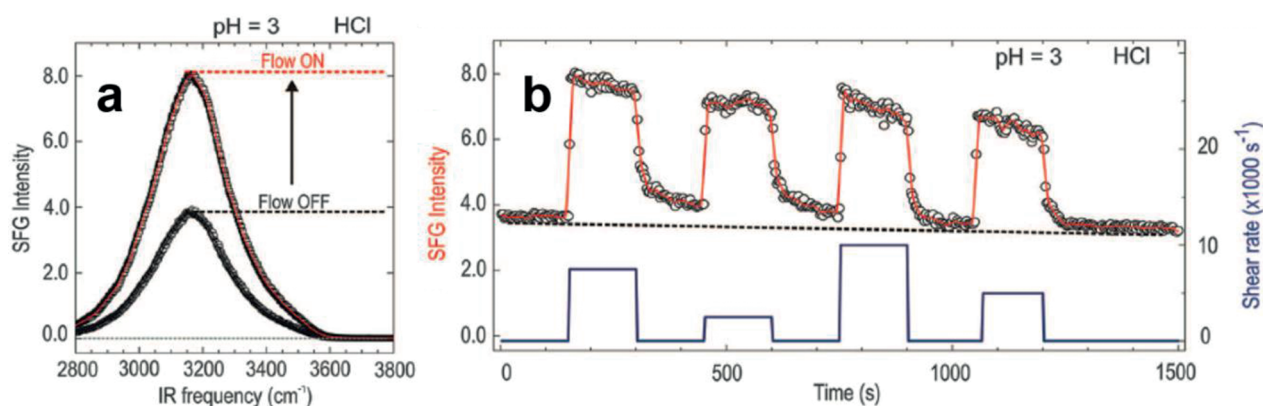 pH = 3 HCl
a
Flow ON
Flow OFF
SFG Intensity
8.0
6.0
4.0
2.0
0.0
2800 3000 3200 3400 3600 3800
IR frequency (cm⁻¹)
b
pH = 3 HCl
SFG Intensity
8.0
6.0
4.0
2.0
0.0
20
10
0
Shear rate (x1000 s⁻¹)
0 500 1000 1500
Time (s)